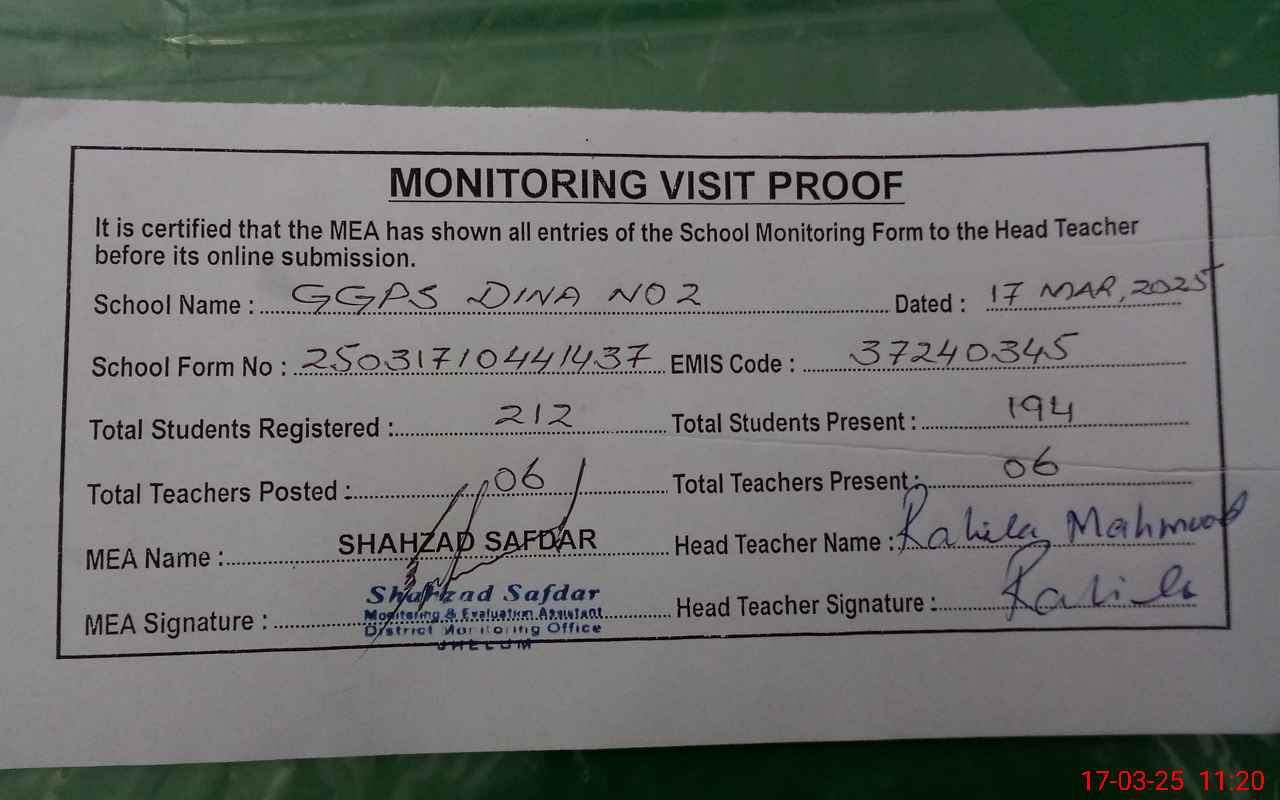 MONITORING VISIT PROOF
It is certified that the MEA has shown all entries of the School Monitoring Form to the Head Teacher
before its online submission.
School Name : GGPS DINA NO 2 Dated : 17 MAR, 2025
School Form No : 25031710441437 EMIS Code : 37240345
Total Students Registered : 212 Total Students Present : 194
Total Teachers Posted : 06 Total Teachers Present : 06
MEA Name : SHAHZAD SAFDAR Head Teacher Name : Rahila Mahmood
Shahzad Safdar
MEA Signature : Monitoring & Evaluation Assistant Head Teacher Signature : Rahila
District Monitoring Office
JHELUM
17-03-25 11:20